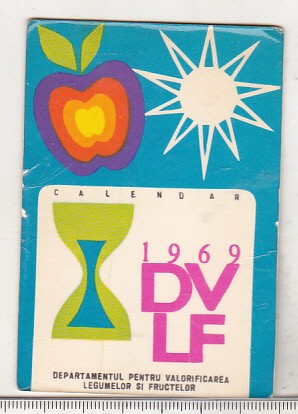 CALENDAR
1969
DV
LF
DEPARTAMENTUL PENTRU VALORIFICAREA
LEGUMELOR SI FRUCTELOR